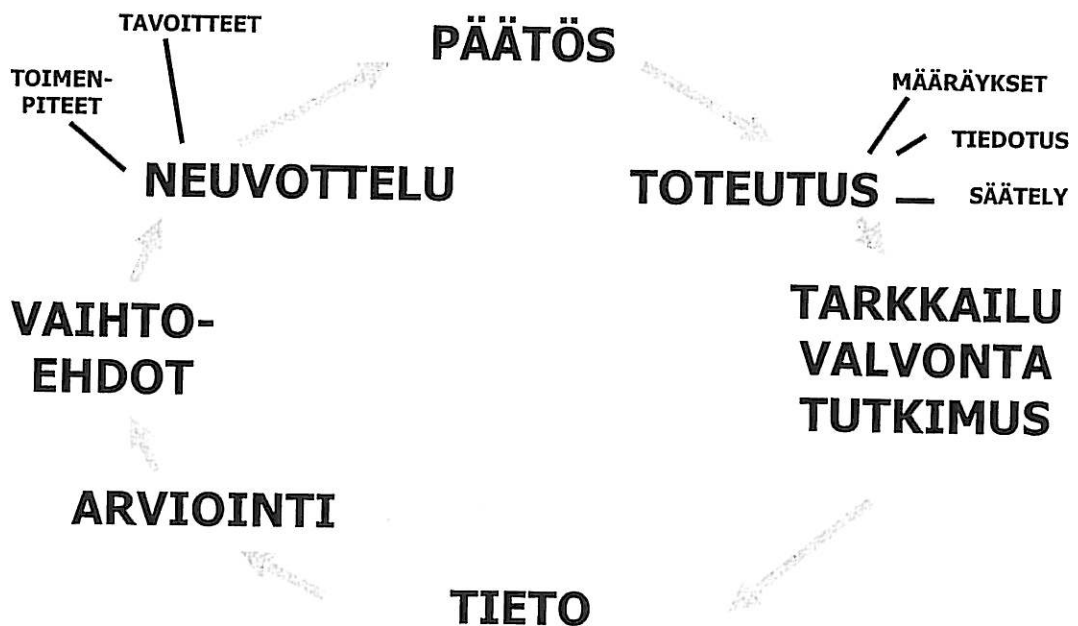 TAVOITTEET
PÄÄTÖS
TOIMEN-
PITEET
MÄÄRÄYKSET
TIEDOTUS
NEUVOTTELU
TOTEUTUS
SÄÄTELY
VAIHTO-
EHDOT
TARKKAILU
VALVONTA
TUTKIMUS
ARVIOINTI
TIETO